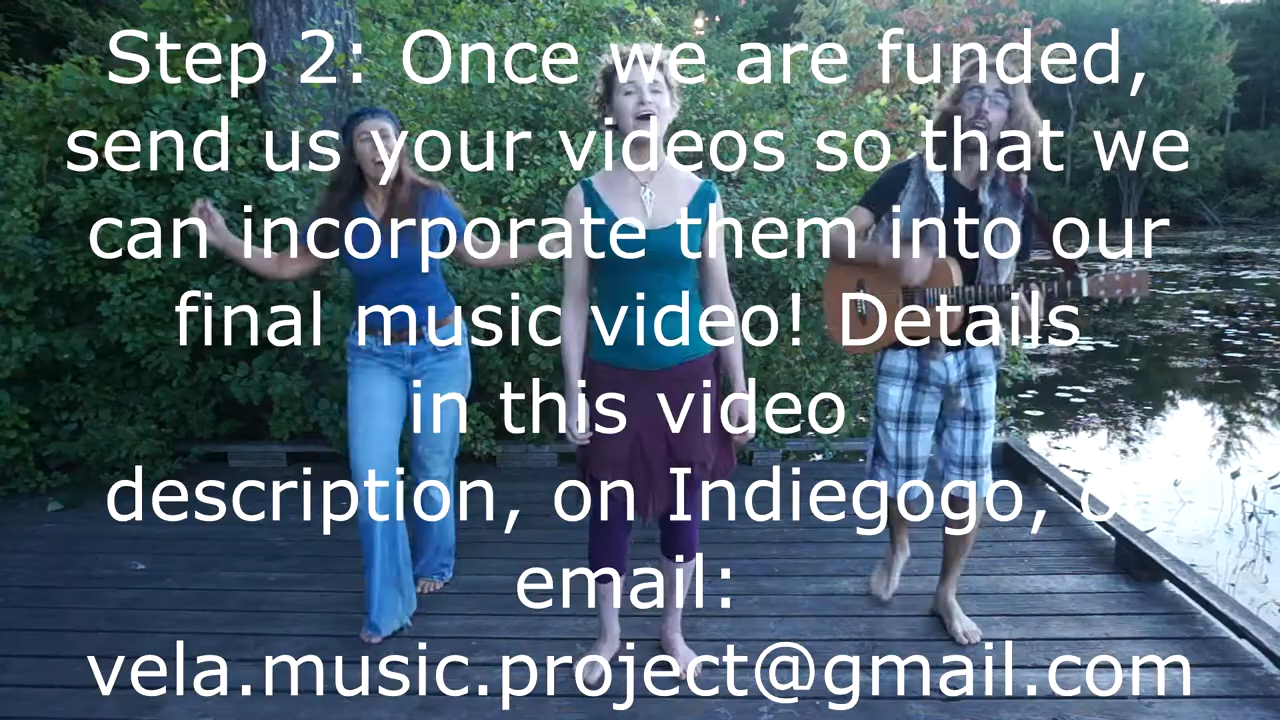 Step 2: Once we are funded,
send us your videos so that we
can incorporate them into our
final music video! Details
in this video
description, on Indiegogo,
email:
vela.music.project@gmail.com